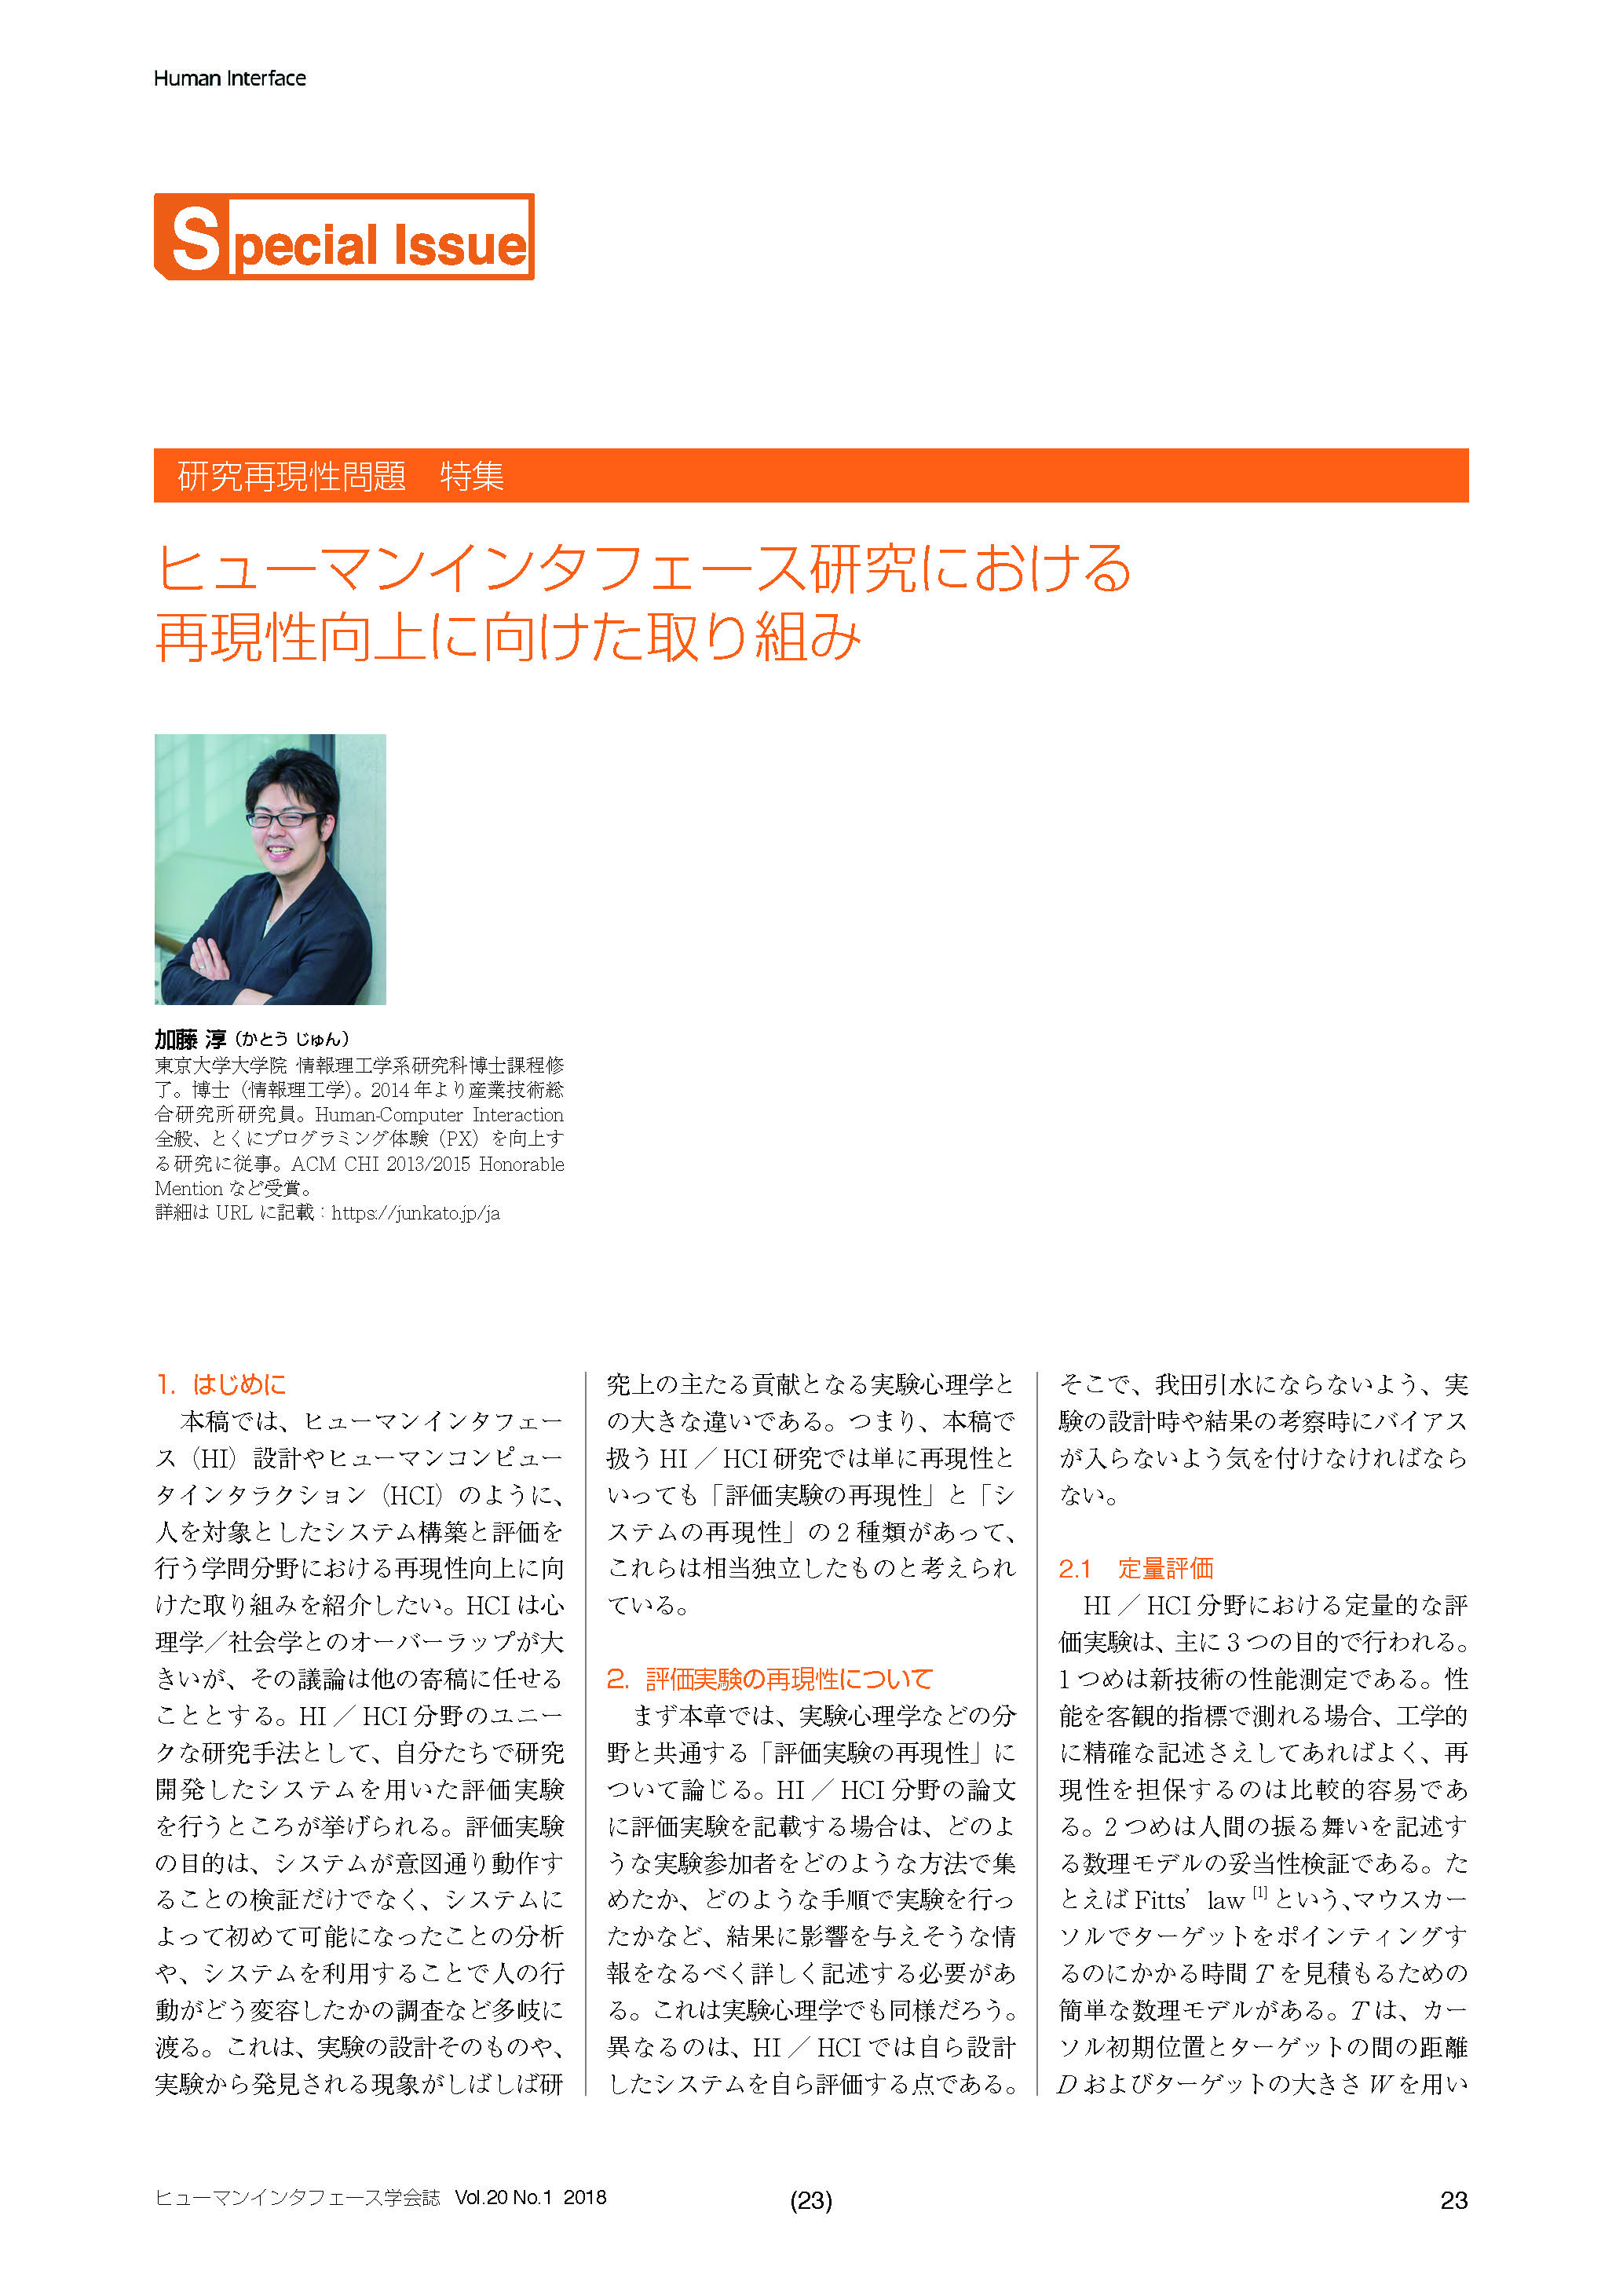 Human Interface
Special Issue
研究再現性問題　特集
ヒューマンインタフェース研究における
再現性向上に向けた取り組み
加藤 淳（かとう じゅん）
東京大学大学院 情報理工学系研究科博士課程修
了。博士（情報理工学）。2014年より産業技術総
合研究所研究員。Human-Computer Interaction
全般、とくにプログラミング体験（PX）を向上す
る研究に従事。ACM CHI 2013/2015 Honorable
Mention など受賞。
詳細は URL に記載：https://junkato.jp/ja
1. はじめに
本稿では、ヒューマンインタフェー
ス（HI）設計やヒューマンコンピュー
タインタラクション（HCI）のように、
人を対象としたシステム構築と評価を
行う学問分野における再現性向上に向
けた取り組みを紹介したい。HCIは心
理学／社会学とのオーバーラップが大
きいが、その議論は他の寄稿に任せる
こととする。HI ／ HCI分野のユニー
クな研究手法として、自分たちで研究
開発したシステムを用いた評価実験
を行うところが挙げられる。評価実験
の目的は、システムが意図通り動作す
ることの検証だけでなく、システムに
よって初めて可能になったことの分析
や、システムを利用することで人の行
動がどう変容したかの調査など多岐に
渡る。これは、実験の設計そのものや、
実験から発見される現象がしばしば研
究上の主たる貢献となる実験心理学と
の大きな違いである。つまり、本稿で
扱う HI ／ HCI研究では単に再現性と
いっても「評価実験の再現性」と「シ
ステムの再現性」の2種類があって、
これらは相当独立したものと考えられ
ている。
2. 評価実験の再現性について
まず本章では、実験心理学などの分
野と共通する「評価実験の再現性」に
ついて論じる。HI ／ HCI 分野の論文
に評価実験を記載する場合は、どのよ
うな実験参加者をどのような方法で集
めたか、どのような手順で実験を行っ
たかなど、結果に影響を与えそうな情
報をなるべく詳しく記述する必要があ
る。これは実験心理学でも同様だろう。
異なるのは、HI ／ HCI では自ら設計
したシステムを自ら評価する点である。
そこで、我田引水にならないよう、実
験の設計時や結果の考察時にバイアス
が入らないよう気を付けなければなら
ない。
2.1　定量評価
HI ／ HCI 分野における定量的な評
価実験は、主に3つの目的で行われる。
1つめは新技術の性能測定である。性
能を客観的指標で測れる場合、工学的
に精確な記述さえしてあればよく、再
現性を担保するのは比較的容易であ
る。2つめは人間の振る舞いを記述す
る数理モデルの妥当性検証である。た
とえば Fitts’ law [1] という、マウスカー
ソルでターゲットをポインティングす
るのにかかる時間 T を見積もるための
簡単な数理モデルがある。T は、カー
ソル初期位置とターゲットの間の距離
D およびターゲットの大きさ W を用い
ヒューマンインタフェース学会誌 Vol.20 No.1 2018
(23)
23